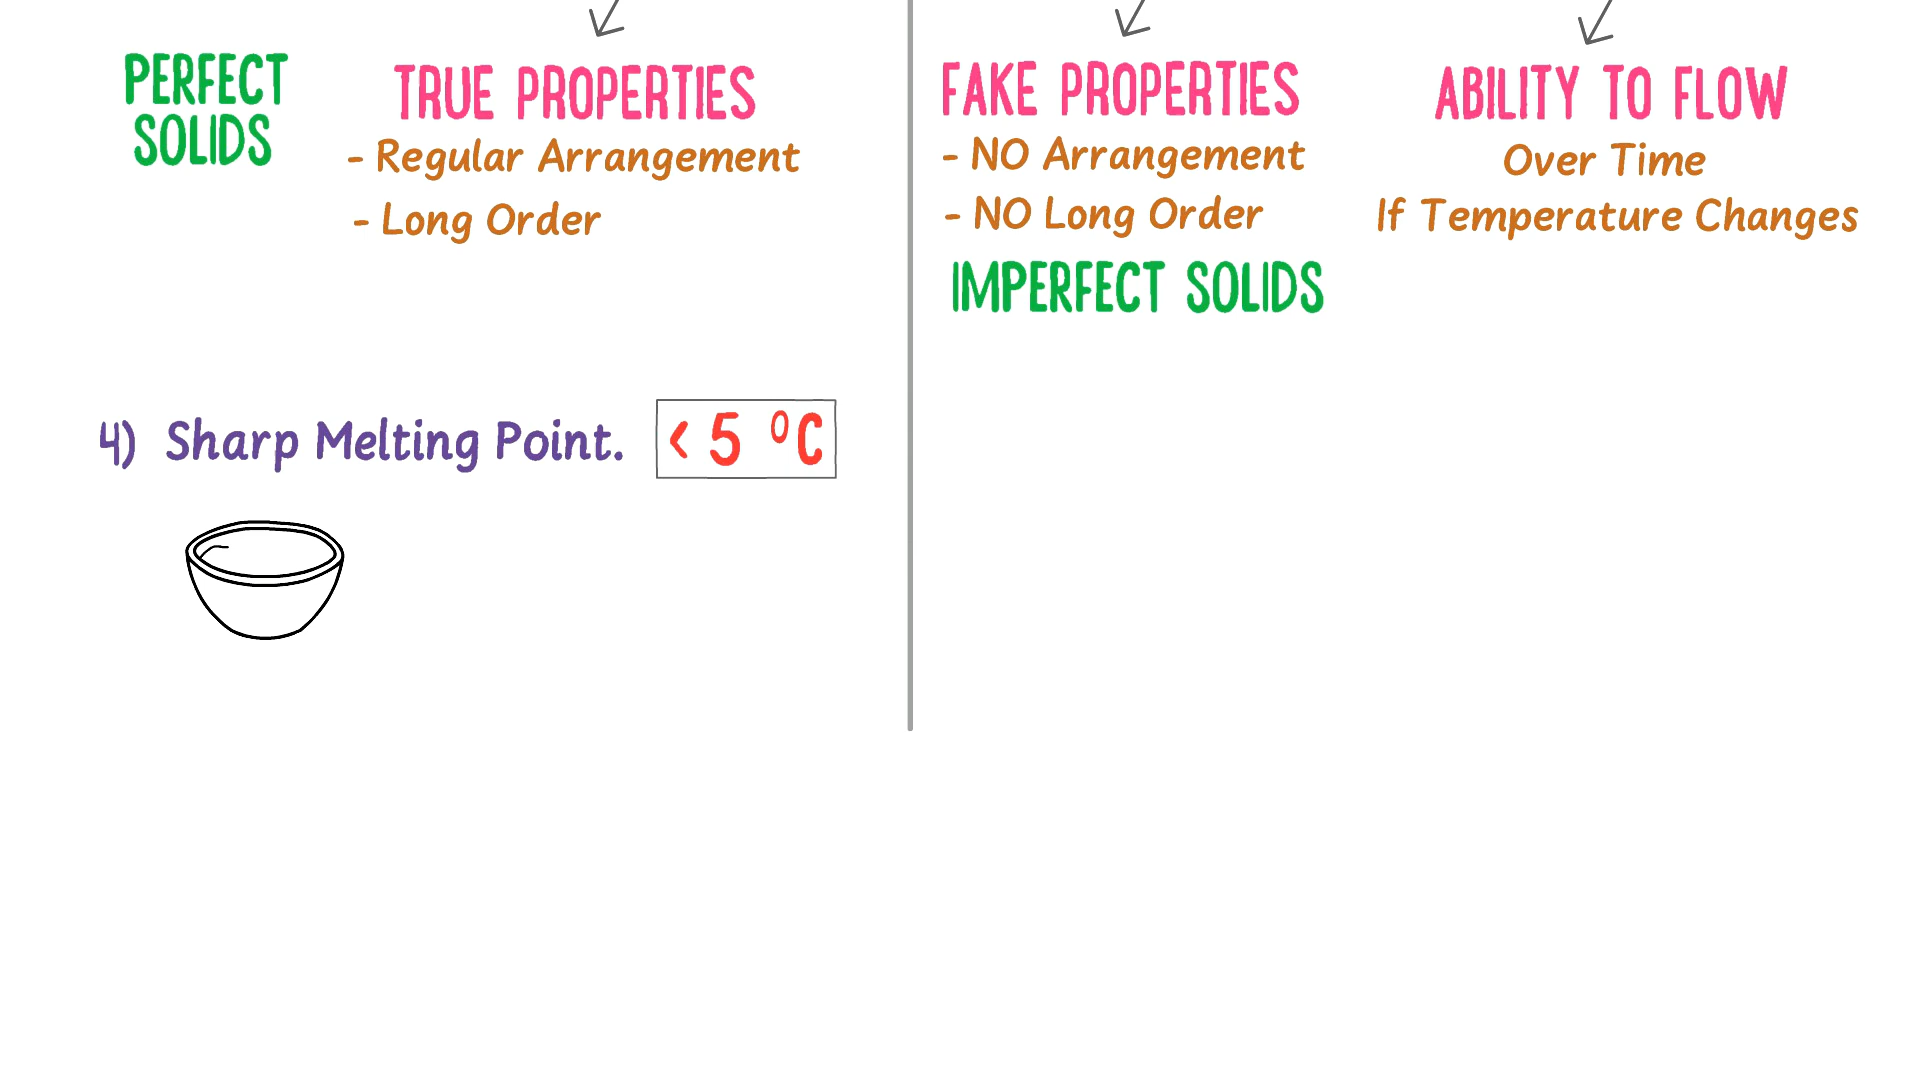 PERFECT
SOLIDS
TRUE PROPERTIES
- Regular Arrangement
- Long Order
FAKE PROPERTIES
- NO Arrangement
- NO Long Order
IMPERFECT SOLIDS
ABILITY TO FLOW
Over Time
If Temperature Changes
4) Sharp Melting Point. < 5 ⁰C